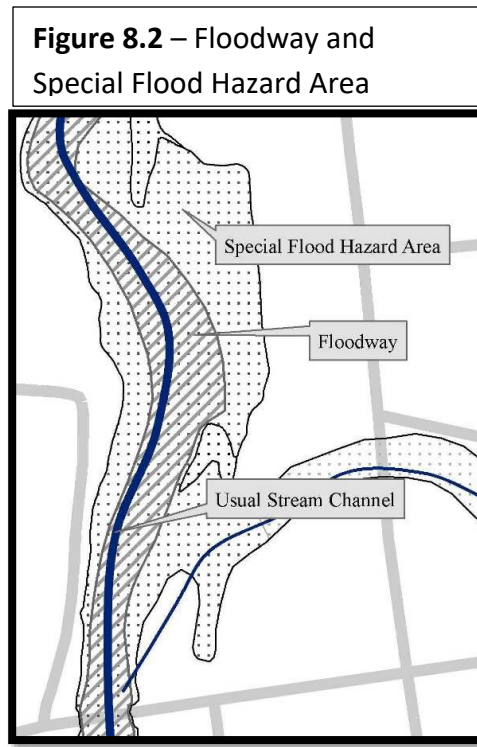 Figure 8.2 – Floodway and
Special Flood Hazard Area
Special Flood Hazard Area
Floodway
Usual Stream Channel